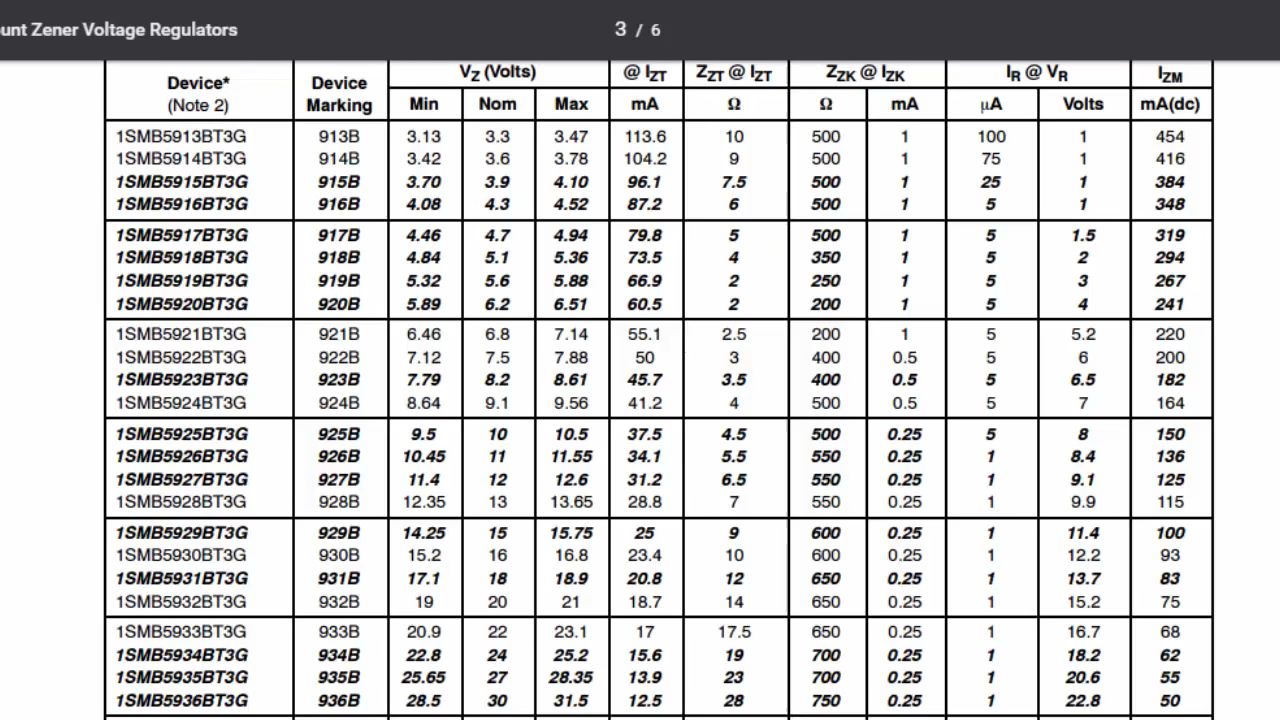 unt Zener Voltage Regulators
3 / 6
VZ (Volts) @ IZT ZZT @ IZT ZZK @ IZK IR @ VR IZM
Device* (Note 2) Device Marking Min Nom Max mA Ω Ω mA µA Volts mA(dc)
1SMB5913BT3G 913B 3.13 3.3 3.47 113.6 10 500 1 100 1 454
1SMB5914BT3G 914B 3.42 3.6 3.78 104.2 9 500 1 75 1 416
1SMB5915BT3G 915B 3.70 3.9 4.10 96.1 7.5 500 1 25 1 384
1SMB5916BT3G 916B 4.08 4.3 4.52 87.2 6 500 1 5 1 348
1SMB5917BT3G 917B 4.46 4.7 4.94 79.8 5 500 1 5 1.5 319
1SMB5918BT3G 918B 4.84 5.1 5.36 73.5 4 350 1 5 2 294
1SMB5919BT3G 919B 5.32 5.6 5.88 66.9 2 250 1 5 3 267
1SMB5920BT3G 920B 5.89 6.2 6.51 60.5 2 200 1 5 4 241
1SMB5921BT3G 921B 6.46 6.8 7.14 55.1 2.5 200 1 5 5.2 220
1SMB5922BT3G 922B 7.12 7.5 7.88 50 3 400 0.5 5 6 200
1SMB5923BT3G 923B 7.79 8.2 8.61 45.7 3.5 400 0.5 5 6.5 182
1SMB5924BT3G 924B 8.64 9.1 9.56 41.2 4 500 0.5 5 7 164
1SMB5925BT3G 925B 9.5 10 10.5 37.5 4.5 500 0.25 5 8 150
1SMB5926BT3G 926B 10.45 11 11.55 34.1 5.5 550 0.25 1 8.4 136
1SMB5927BT3G 927B 11.4 12 12.6 31.2 6.5 550 0.25 1 9.1 125
1SMB5928BT3G 928B 12.35 13 13.65 28.8 7 550 0.25 1 9.9 115
1SMB5929BT3G 929B 14.25 15 15.75 25 9 600 0.25 1 11.4 100
1SMB5930BT3G 930B 15.2 16 16.8 23.4 10 600 0.25 1 12.2 93
1SMB5931BT3G 931B 17.1 18 18.9 20.8 12 650 0.25 1 13.7 83
1SMB5932BT3G 932B 19 20 21 18.7 14 650 0.25 1 15.2 75
1SMB5933BT3G 933B 20.9 22 23.1 17 17.5 650 0.25 1 16.7 68
1SMB5934BT3G 934B 22.8 24 25.2 15.6 19 700 0.25 1 18.2 62
1SMB5935BT3G 935B 25.65 27 28.35 13.9 23 700 0.25 1 20.6 55
1SMB5936BT3G 936B 28.5 30 31.5 12.5 28 750 0.25 1 22.8 50